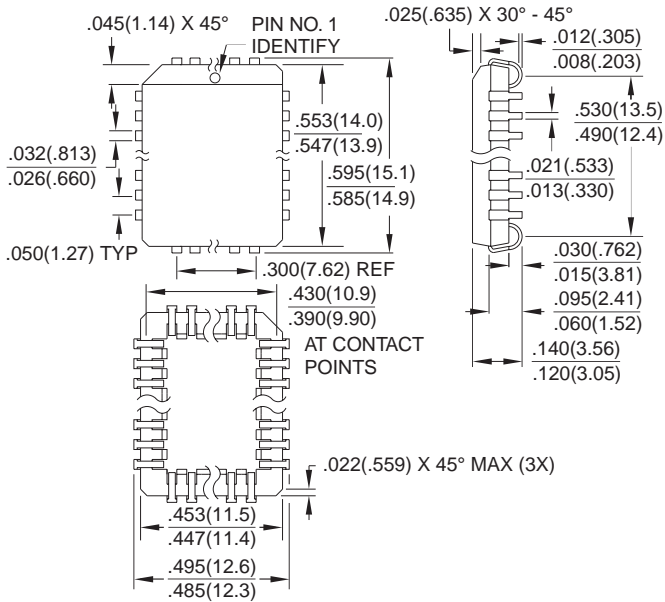 .045(1.14) X 45°
PIN NO. 1
IDENTIFY
.025(.635) X 30° - 45°
.012(.305)
.008(.203)
.553(14.0)
.547(13.9)
.530(13.5)
.490(12.4)
.032(.813)
.026(.660)
.595(15.1)
.585(14.9)
.021(.533)
.013(.330)
.050(1.27) TYP
.300(7.62) REF
.030(.762)
.015(3.81)
.430(10.9)
.390(9.90)
AT CONTACT
POINTS
.095(2.41)
.060(1.52)
.140(3.56)
.120(3.05)
.022(.559) X 45° MAX (3X)
.453(11.5)
.447(11.4)
.495(12.6)
.485(12.3)